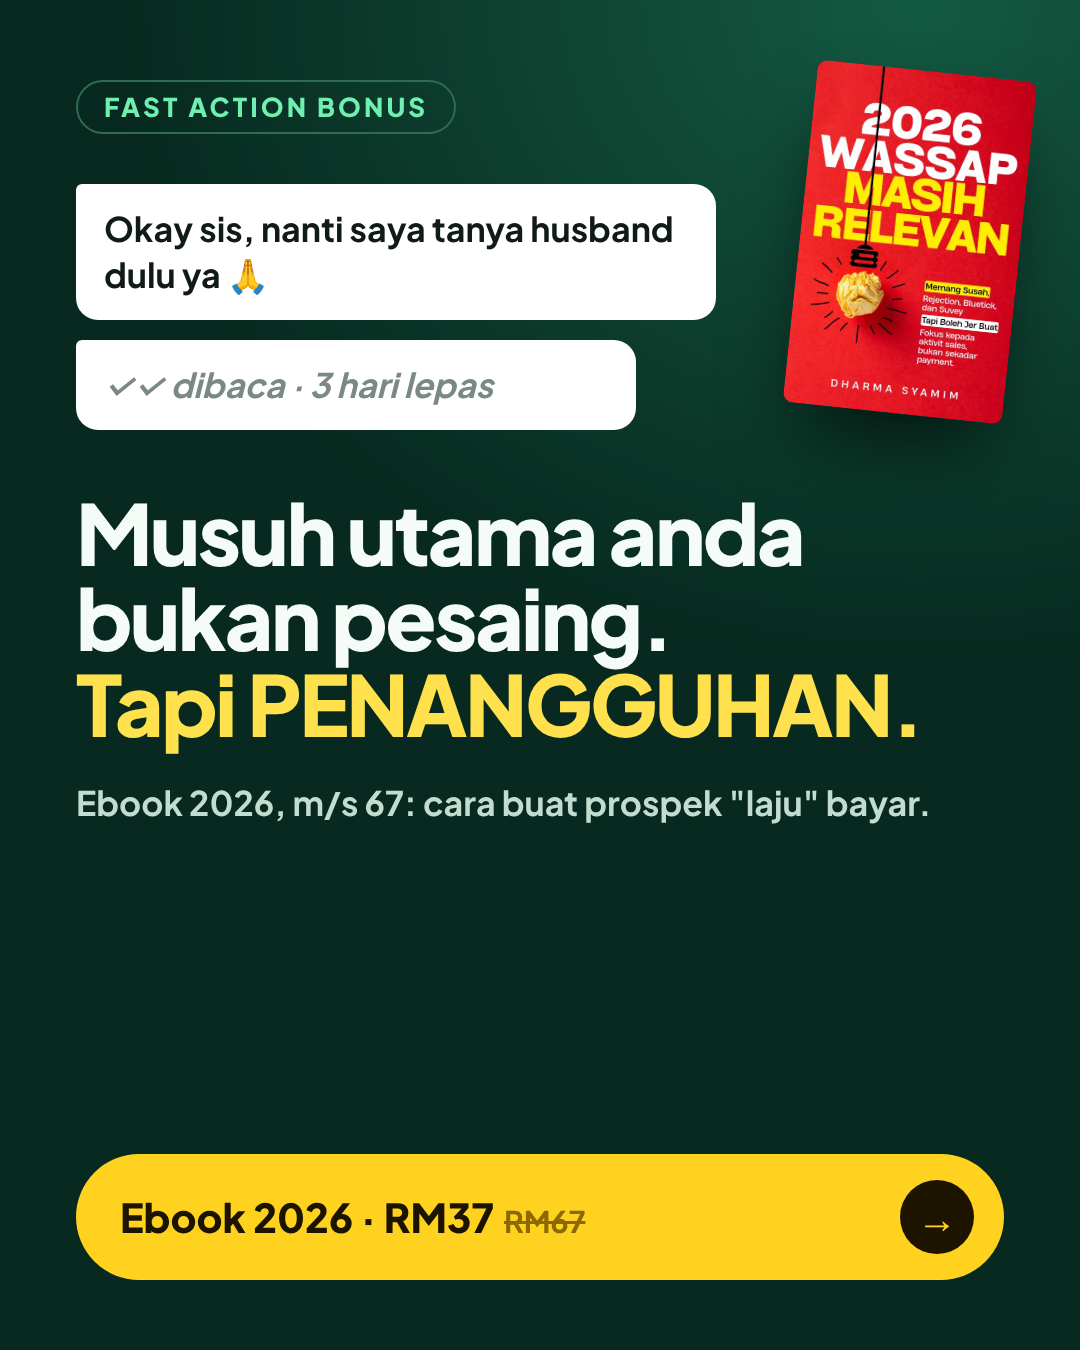 FAST ACTION BONUS
Okay sis, nanti saya tanya husband
dulu ya 🙏
✓✓ dibaca · 3 hari lepas
2026
WASSAP
MASIH
RELEVAN
Memang Susah,
Rejection, Bluetick,
dan Suvey
Tapi Boleh Jer Buat
Fokus kepada
aktivit sales,
bukan sekadar
payment.
DHARMA SYAMIM
Musuh utama anda
bukan pesaing.
Tapi PENANGGUHAN.
Ebook 2026, m/s 67: cara buat prospek "laju" bayar.
Ebook 2026 · RM37 RM67 →